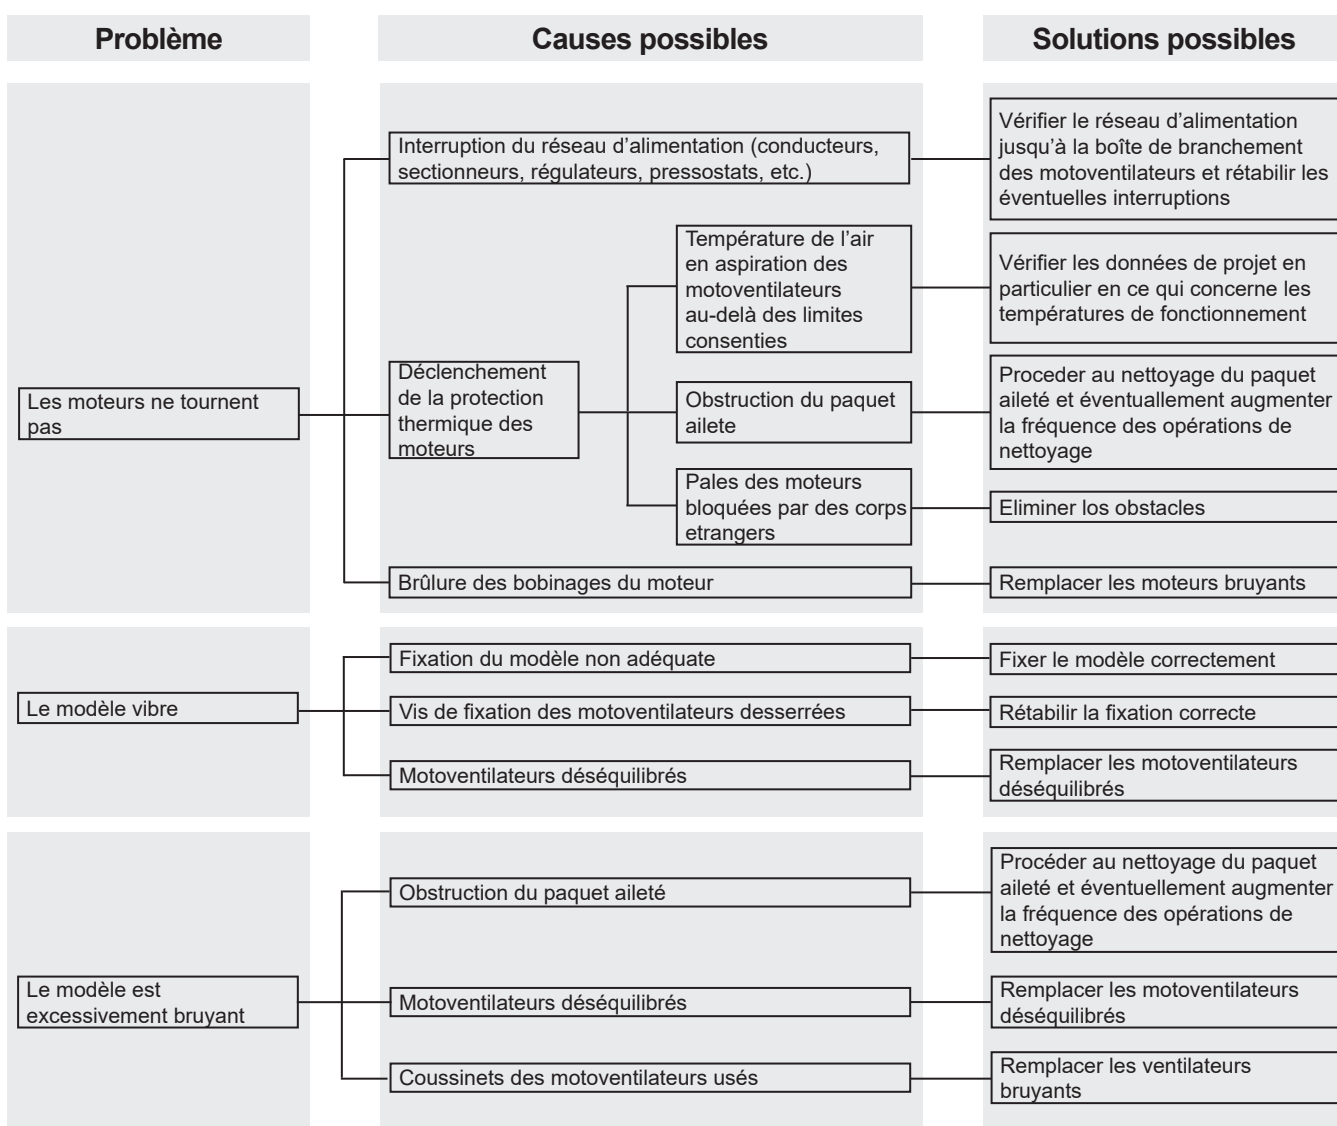 Problème
Causes possibles
Solutions possibles
Les moteurs ne tournent
pas
Interruption du réseau d'alimentation (conducteurs,
sectionneurs, régulateurs, pressostats, etc.)
Vérifier le réseau d'alimentation
jusqu'à la boîte de branchement
des motoventilateurs et rétabilir les
éventuelles interruptions
Déclenchement
de la protection
thermique des
moteurs
Température de l'air
en aspiration des
motoventilateurs
au-delà des limites
consenties
Vérifier les données de projet en
particulier en ce qui concerne les
températures de fonctionnement
Obstruction du paquet
ailete
Proceder au nettoyage du paquet
aileté et éventuallement augmenter
la fréquence des opérations de
nettoyage
Pales des moteurs
bloquées par des corps
etrangers
Eliminer los obstacles
Brûlure des bobinages du moteur
Remplacer les moteurs bruyants
Le modèle vibre
Fixation du modèle non adéquate
Fixer le modèle correctement
Vis de fixation des motoventilateurs desserrées
Rétabilir la fixation correcte
Motoventilateurs déséquilibrés
Remplacer les motoventilateurs
déséquilibrés
Le modèle est
excessivement bruyant
Obstruction du paquet aileté
Procéder au nettoyage du paquet
aileté et éventuellement augmenter
la fréquence des opérations de
nettoyage
Motoventilateurs déséquilibrés
Remplacer les motoventilateurs
déséquilibrés
Coussinets des motoventilateurs usés
Remplacer les ventilateurs
bruyants